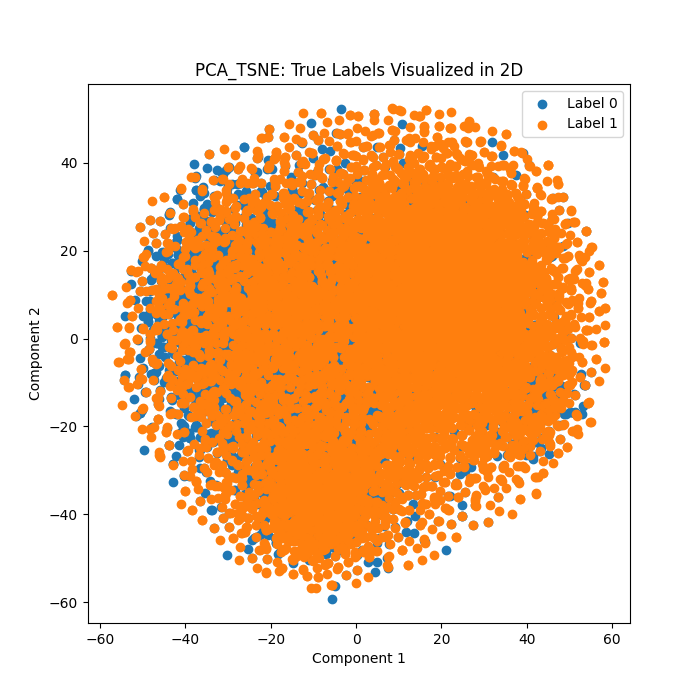 PCA_TSNE: True Labels Visualized in 2D
Label 0
Label 1
40
20
0
−20
−40
−60
Component 2
−60
−40
−20
0
20
40
60
Component 1